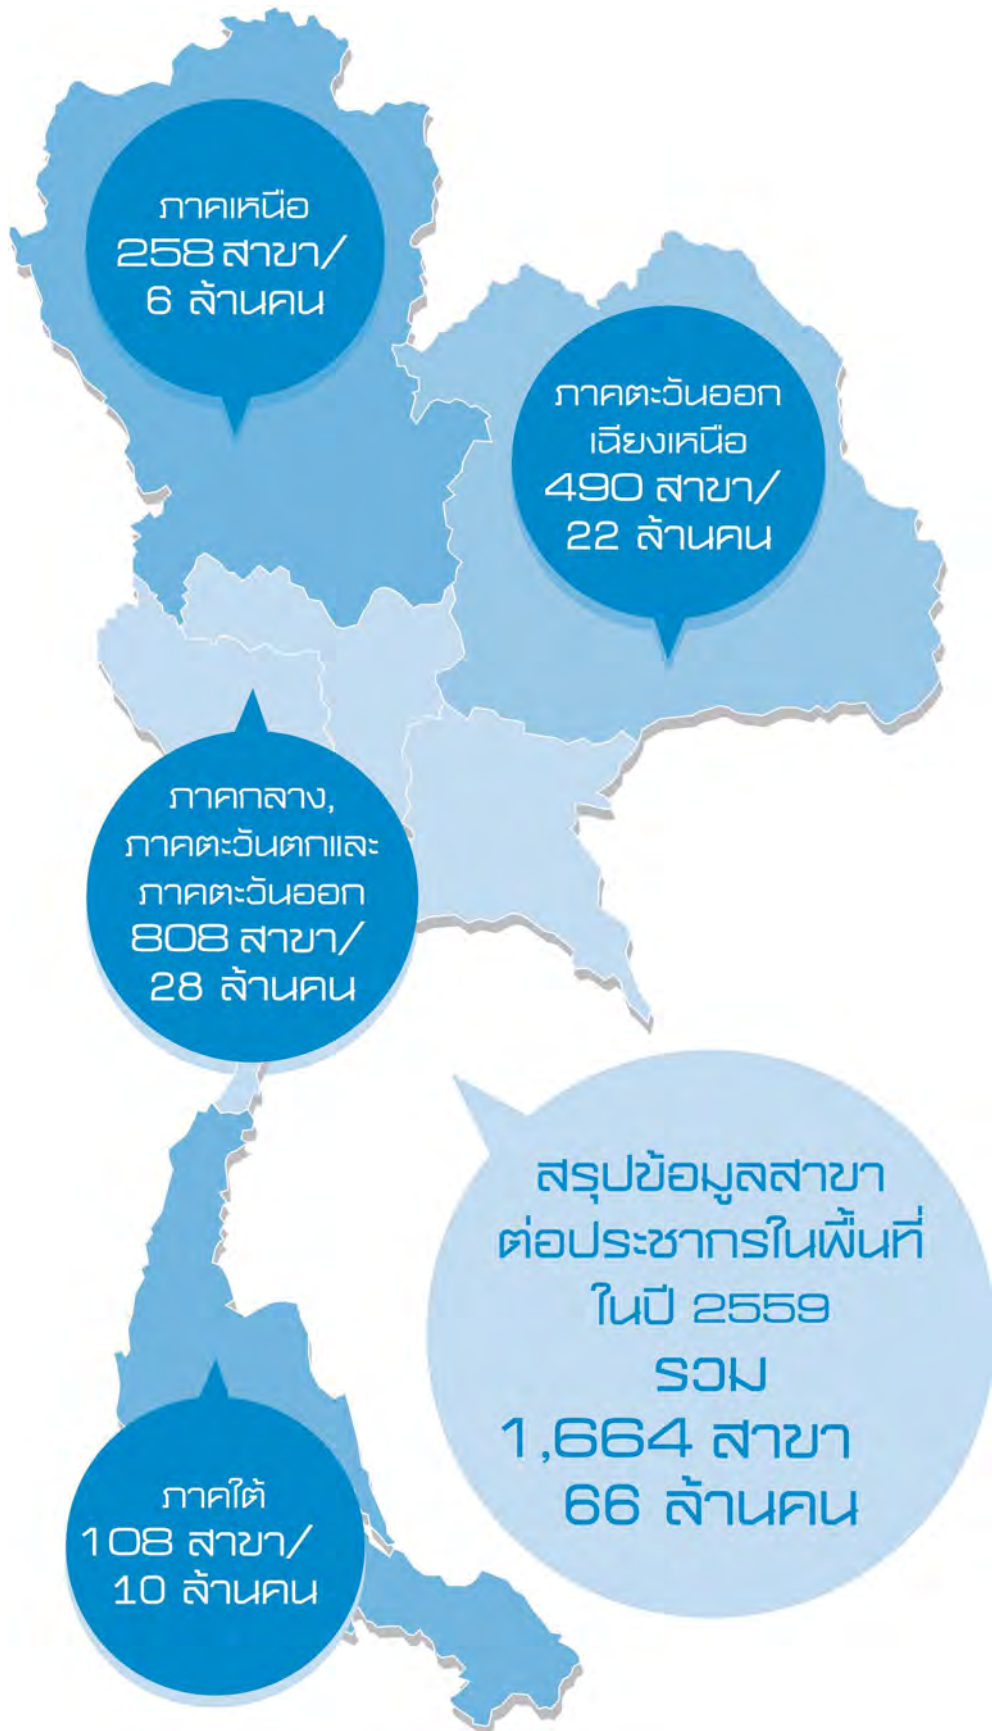 ภาคเหนือ
258 สาขา/
6 ล้านคน
ภาคตะวันออก
เฉียงเหนือ
490 สาขา/
22 ล้านคน
ภาคกลาง,
ภาคตะวันตกและ
ภาคตะวันออก
808 สาขา/
28 ล้านคน
สรุปข้อมูลสาขา
ต่อประชากรในพื้นที่
ในปี 2559
รวม
1,664 สาขา
66 ล้านคน
ภาคใต้
108 สาขา/
10 ล้านคน